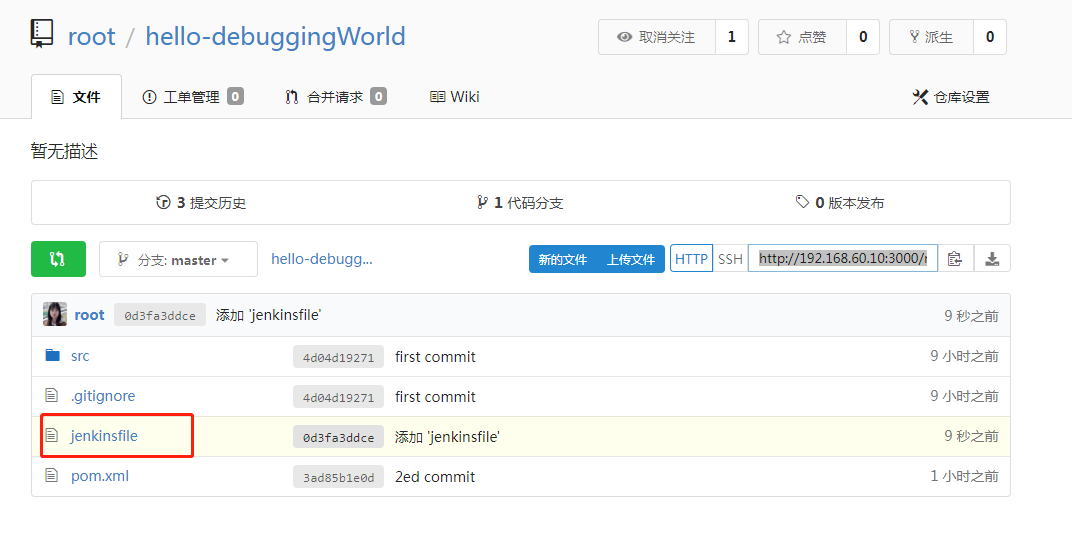 root / hello-debuggingWorld 取消关注 1 点赞 0 派生 0
文件 工单管理 0 合并请求 0 Wiki 仓库设置
暂无描述
3 提交历史 1 代码分支 0 版本发布
分支: master hello-debugg... 新的文件 上传文件 HTTP SSH http://192.168.60.10:3000/r
root 0d3fa3ddce 添加 'jenkinsfile' 9 秒之前
src 4d04d19271 first commit 9 小时之前
.gitignore 4d04d19271 first commit 9 小时之前
jenkinsfile 0d3fa3ddce 添加 'jenkinsfile' 9 秒之前
pom.xml 3ad85b1e0d 2ed commit 1 小时之前